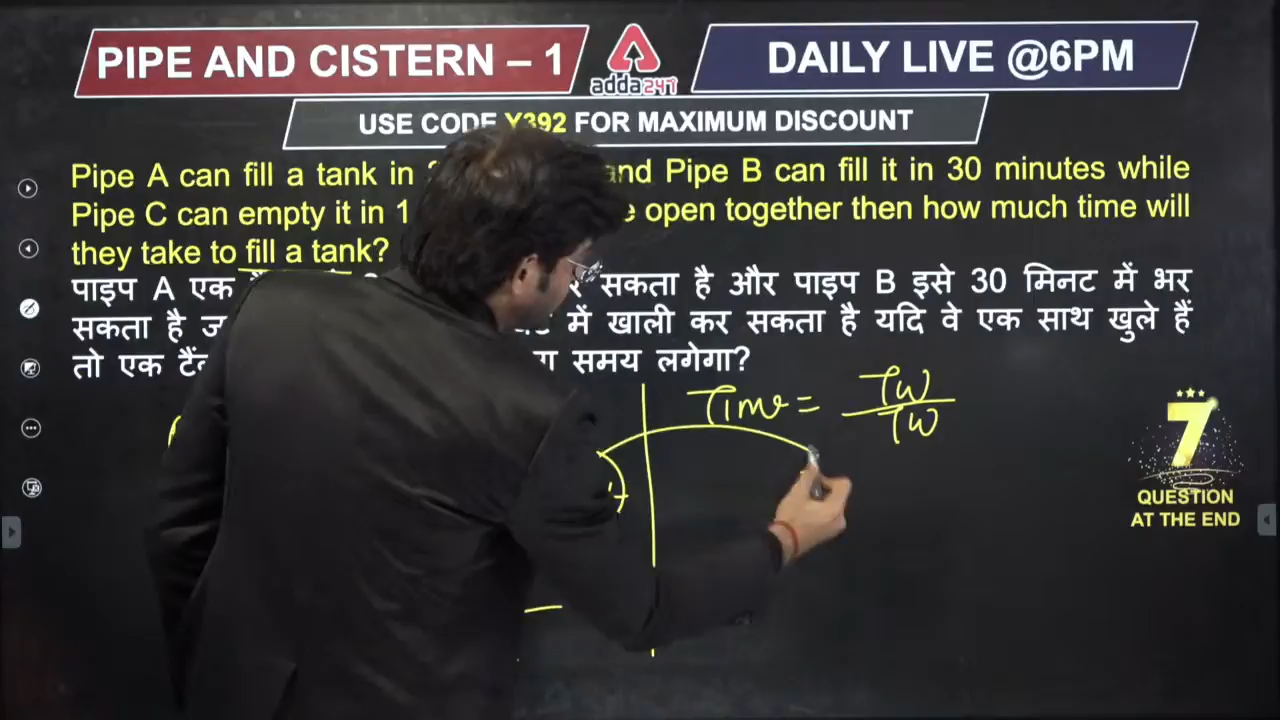 PIPE AND CISTERN – 1
adda247
DAILY LIVE @6PM
USE CODE Y392 FOR MAXIMUM DISCOUNT
Pipe A can fill a tank in and Pipe B can fill it in 30 minutes while
Pipe C can empty it in open together then how much time will
they take to fill a tank?
पाइप A एक सकता है और पाइप B इसे 30 मिनट में भर
सकता है में खाली कर सकता है यदि वे एक साथ खुले हैं
तो एक समय लगेगा?
Time = TW
TW
7
QUESTION
AT THE END